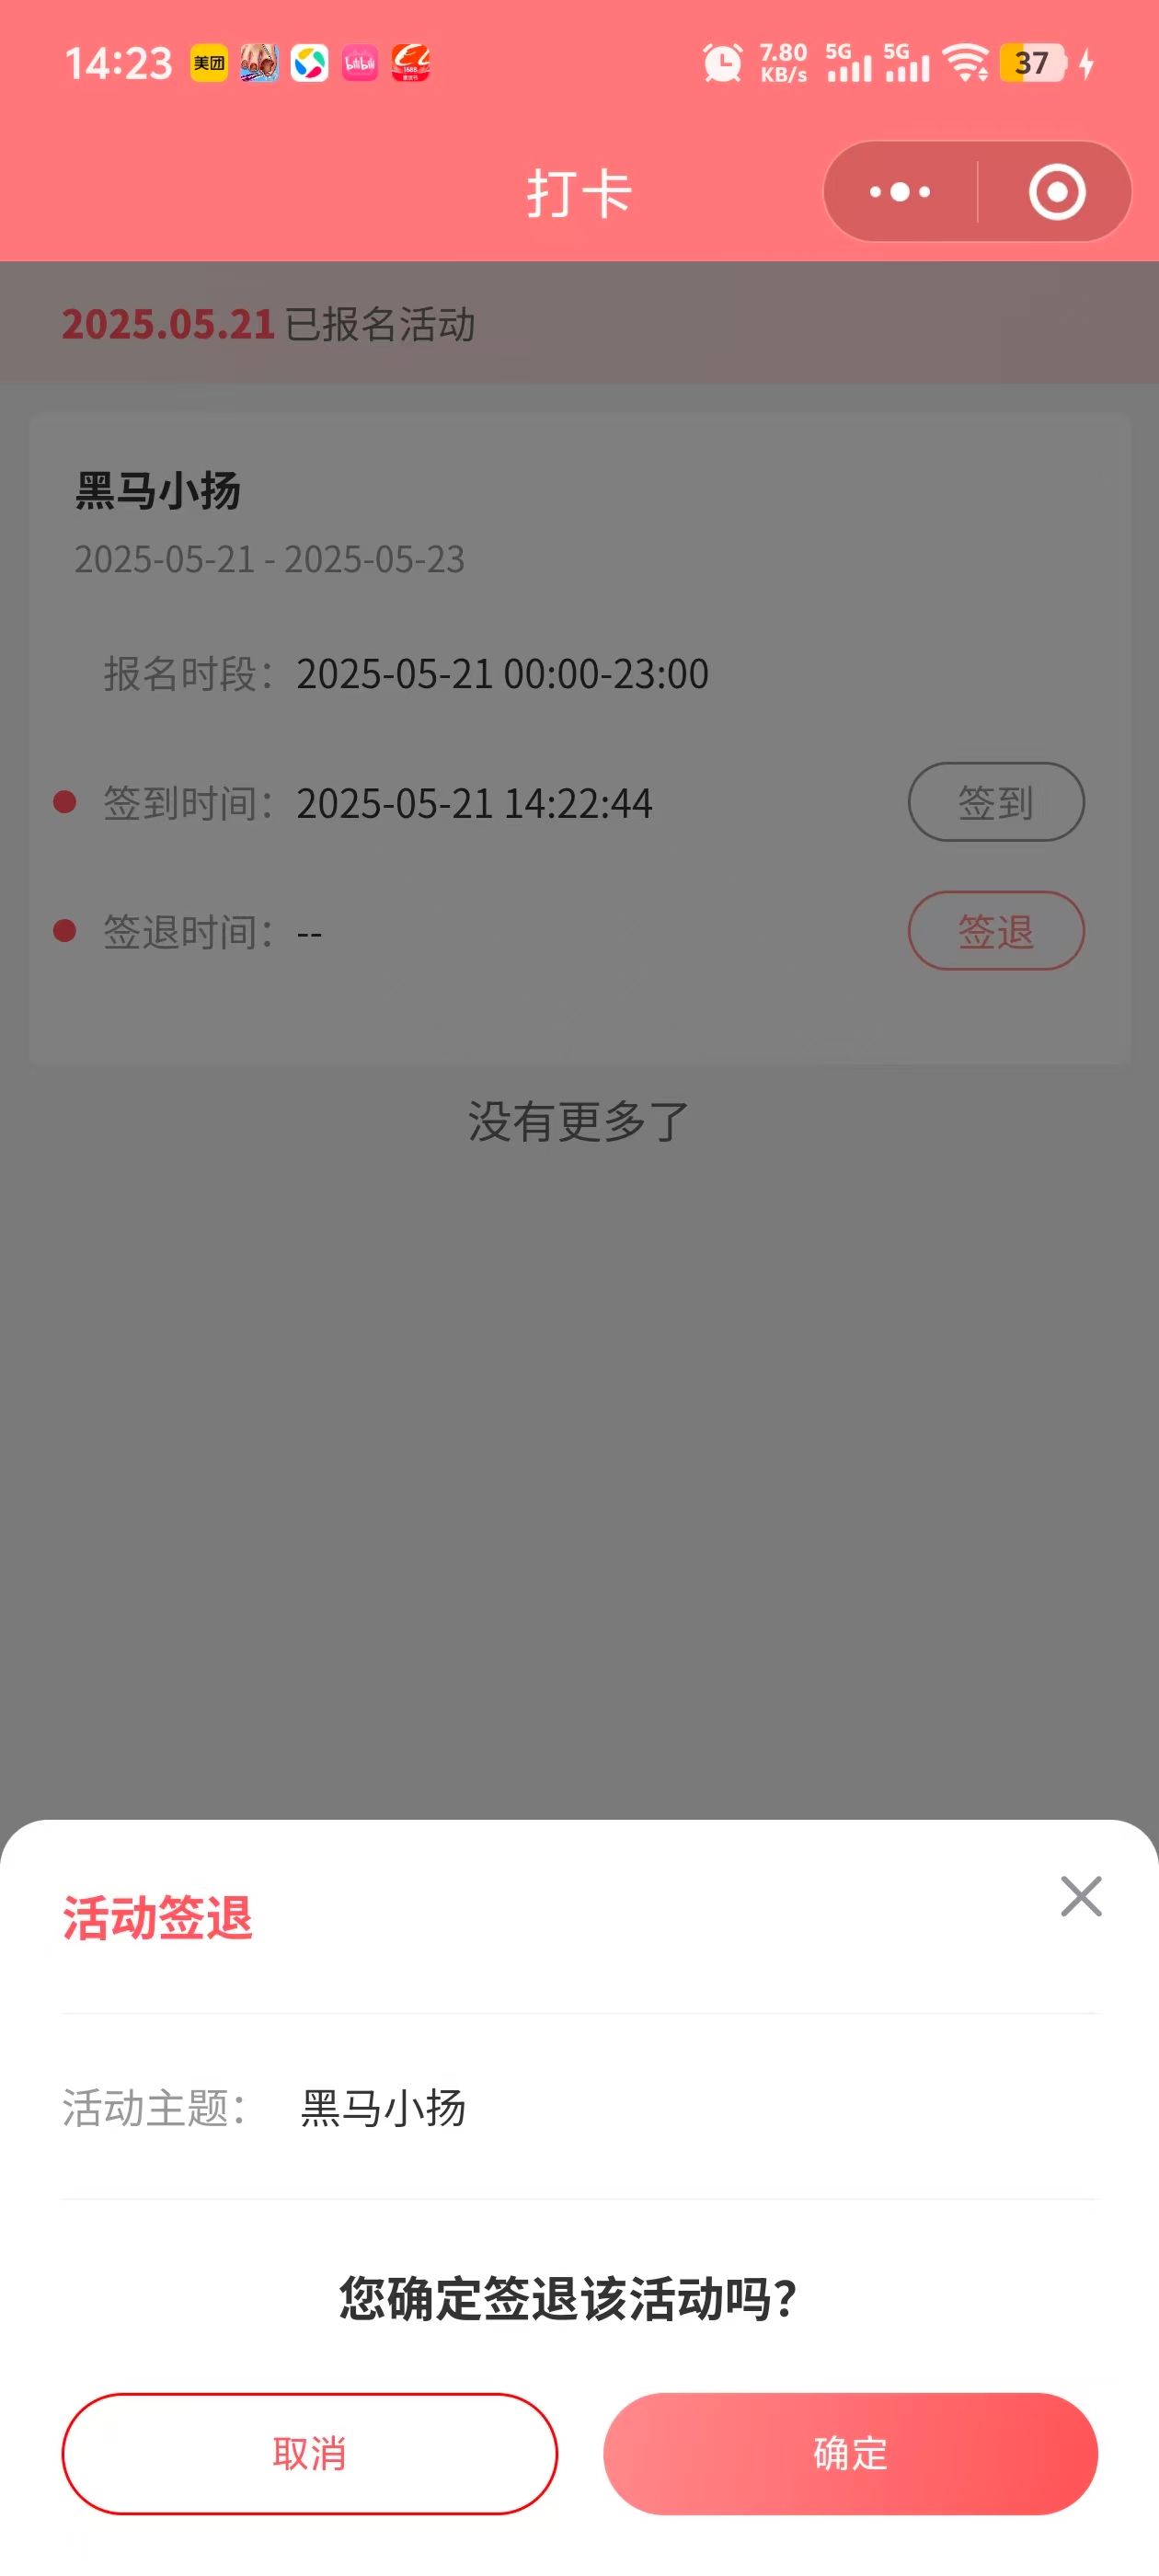 14:23 美团 bilibili 1688 7.80 KB/s 5G 5G 37
打卡
2025.05.21 已报名活动
黑马小扬
2025-05-21 - 2025-05-23
报名时段：2025-05-21 00:00-23:00
签到时间：2025-05-21 14:22:44 签到
签退时间：-- 签退
没有更多了
活动签退
活动主题： 黑马小扬
您确定签退该活动吗？
取消 确定